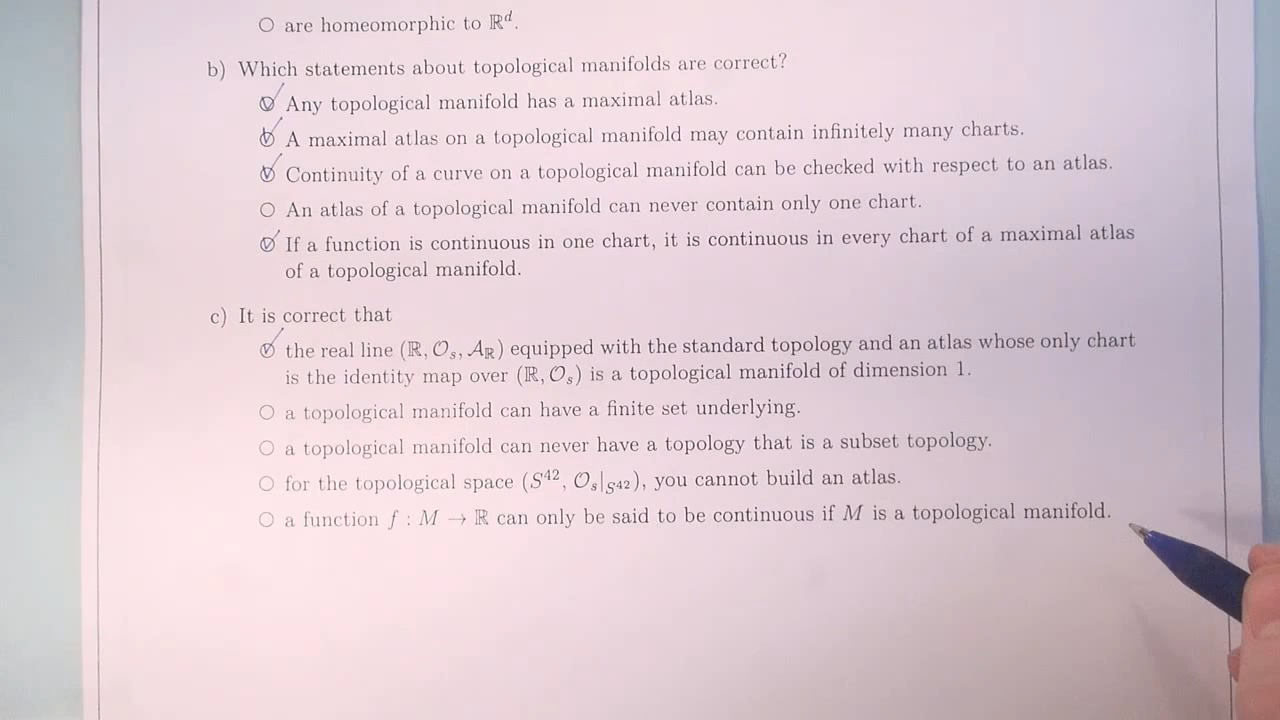 ○ are homeomorphic to ℝᵈ.
b) Which statements about topological manifolds are correct?
☑ Any topological manifold has a maximal atlas.
☑ A maximal atlas on a topological manifold may contain infinitely many charts.
☑ Continuity of a curve on a topological manifold can be checked with respect to an atlas.
○ An atlas of a topological manifold can never contain only one chart.
☑ If a function is continuous in one chart, it is continuous in every chart of a maximal atlas
of a topological manifold.
c) It is correct that
☑ the real line (ℝ, 𝒪ₛ, 𝒜_ℝ) equipped with the standard topology and an atlas whose only chart
is the identity map over (ℝ, 𝒪ₛ) is a topological manifold of dimension 1.
○ a topological manifold can have a finite set underlying.
○ a topological manifold can never have a topology that is a subset topology.
○ for the topological space (S⁴², 𝒪ₛ|_S⁴²), you cannot build an atlas.
○ a function f : M → ℝ can only be said to be continuous if M is a topological manifold.